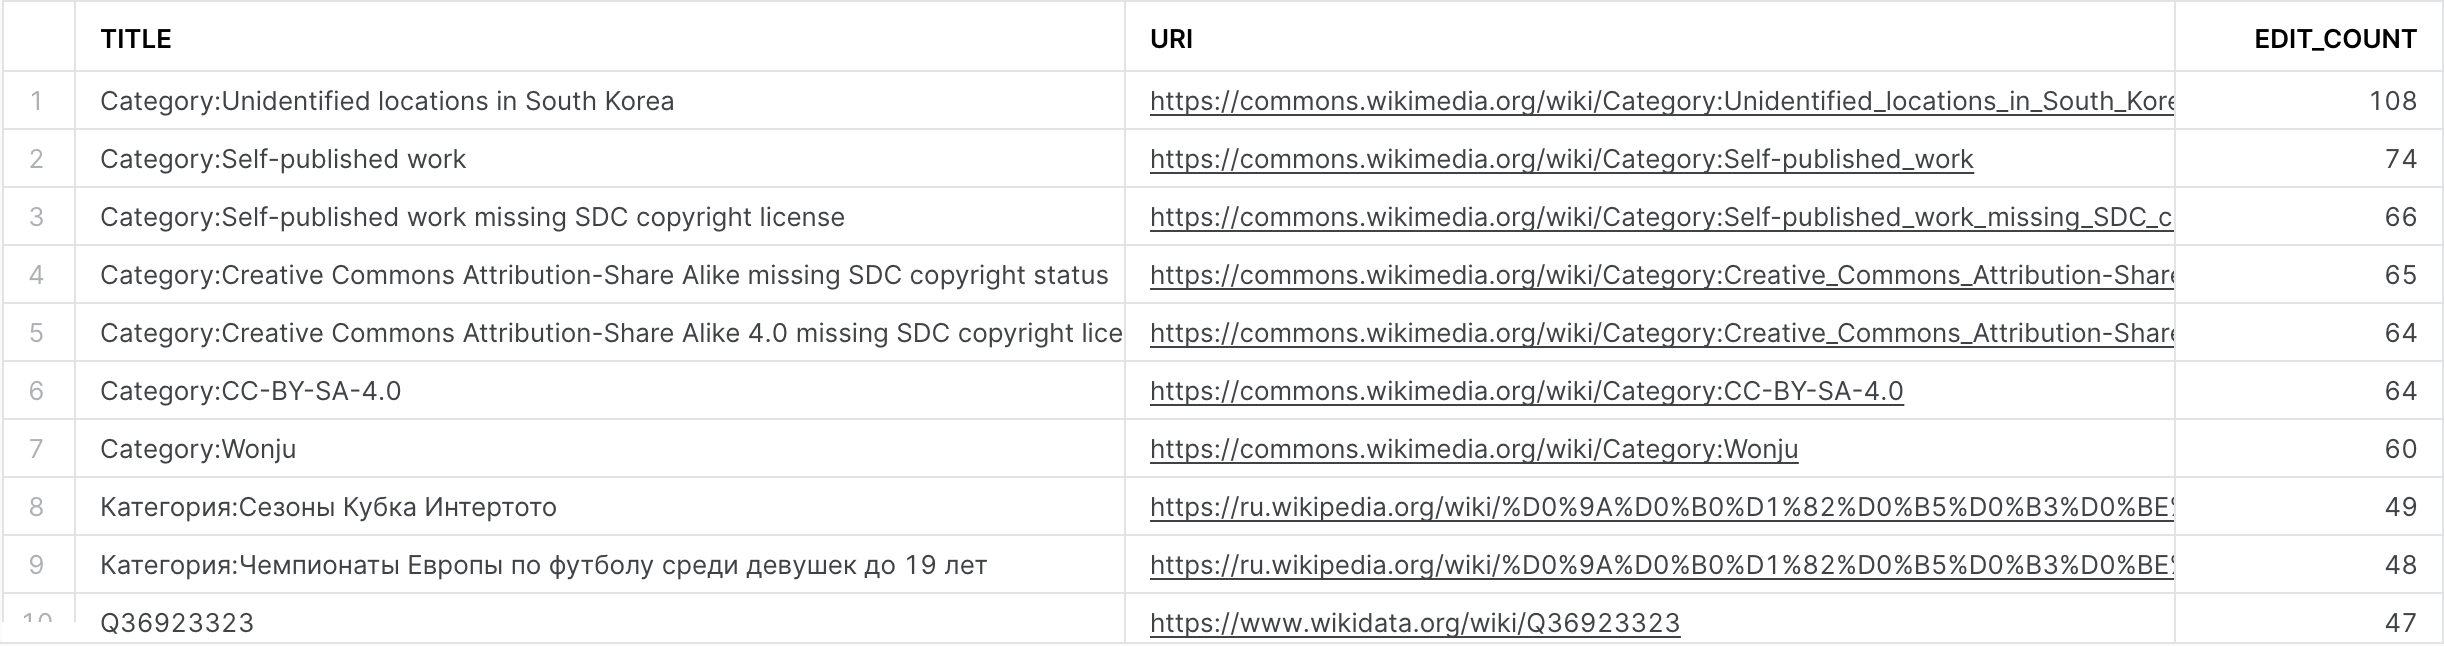 TITLE URI EDIT_COUNT
1 Category:Unidentified locations in South Korea https://commons.wikimedia.org/wiki/Category:Unidentified_locations_in_South_Kore 108
2 Category:Self-published work https://commons.wikimedia.org/wiki/Category:Self-published_work 74
3 Category:Self-published work missing SDC copyright license https://commons.wikimedia.org/wiki/Category:Self-published_work_missing_SDC_c 66
4 Category:Creative Commons Attribution-Share Alike missing SDC copyright status https://commons.wikimedia.org/wiki/Category:Creative_Commons_Attribution-Share 65
5 Category:Creative Commons Attribution-Share Alike 4.0 missing SDC copyright lice https://commons.wikimedia.org/wiki/Category:Creative_Commons_Attribution-Share 64
6 Category:CC-BY-SA-4.0 https://commons.wikimedia.org/wiki/Category:CC-BY-SA-4.0 64
7 Category:Wonju https://commons.wikimedia.org/wiki/Category:Wonju 60
8 Категория:Сезоны Кубка Интертото https://ru.wikipedia.org/wiki/%D0%9A%D0%B0%D1%82%D0%B5%D0%B3%D0%BE% 49
9 Категория:Чемпионаты Европы по футболу среди девушек до 19 лет https://ru.wikipedia.org/wiki/%D0%9A%D0%B0%D1%82%D0%B5%D0%B3%D0%BE% 48
10 Q36923323 https://www.wikidata.org/wiki/Q36923323 47